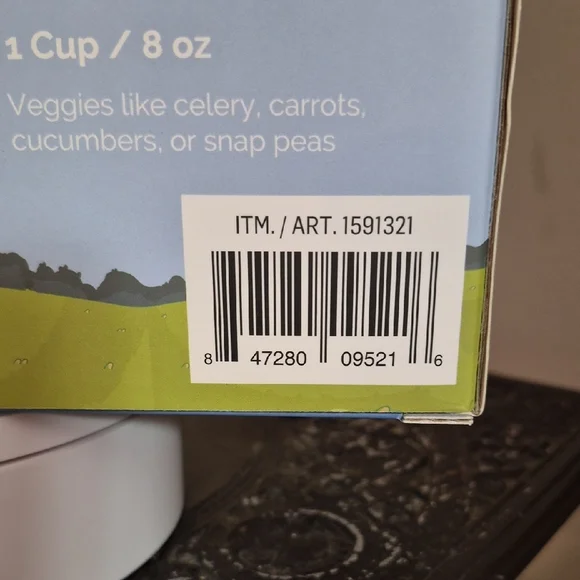 1 Cup / 8 oz
Veggies like celery, carrots,
cucumbers, or snap peas
ITM. / ART. 1591321
8 47280 09521 6